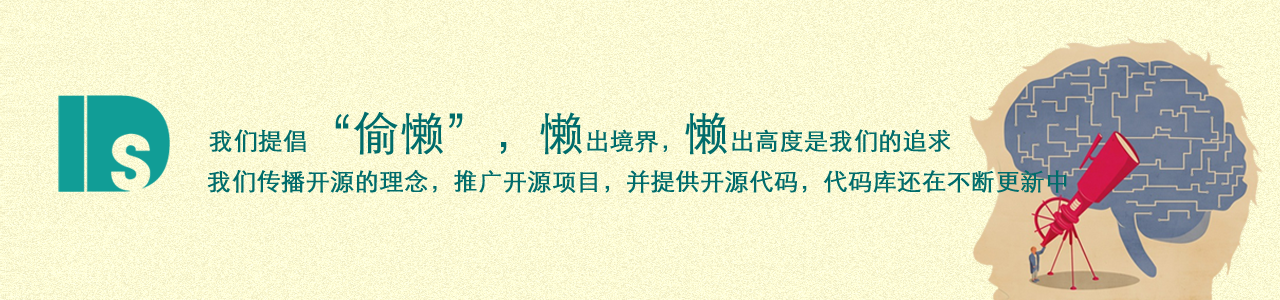 Ds
我们提倡“偷懒”，懒出境界，懒出高度是我们的追求
我们传播开源的理念，推广开源项目，并提供开源代码，代码库还在不断更新中